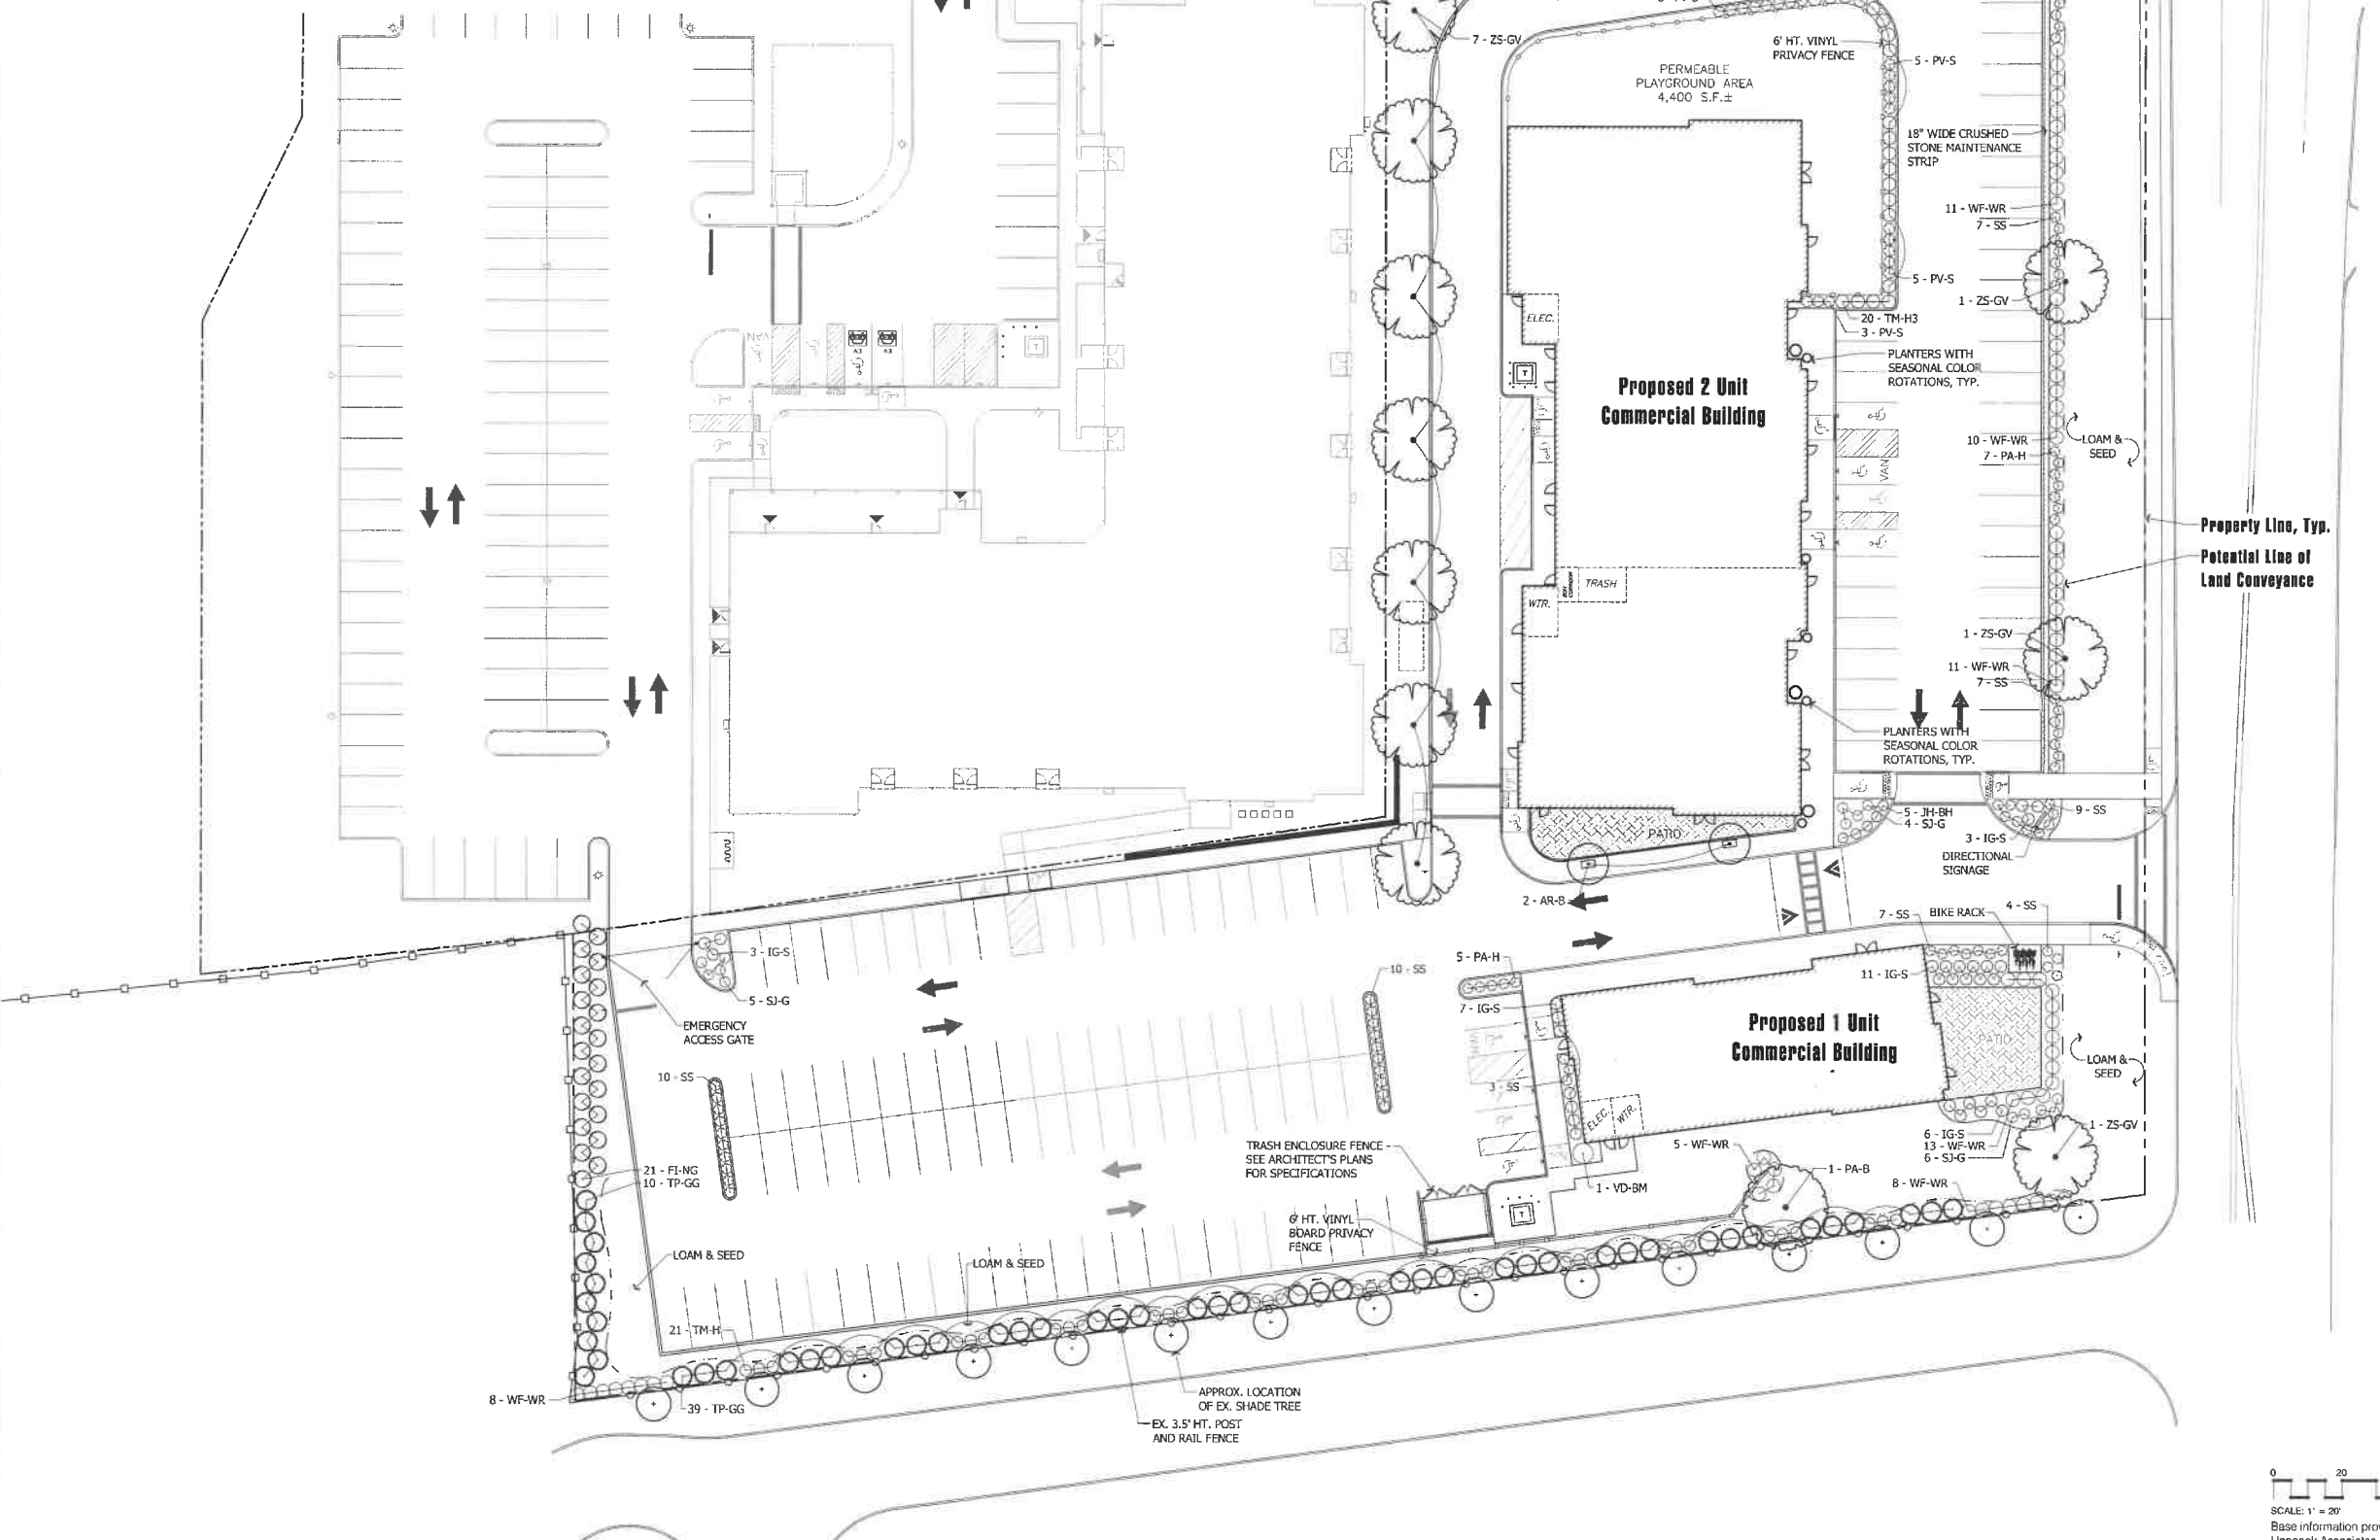 7 - ZS-GV
6' HT. VINYL
PRIVACY FENCE
5 - PV-S
PERMEABLE
PLAYGROUND AREA
4,400 S.F.±
18" WIDE CRUSHED
STONE MAINTENANCE
STRIP
11 - WF-WR
7 - SS
5 - PV-S
1 - ZS-GV
20 - TM-H3
3 - PV-S
ELEC.
T
VAN
T
PLANTERS WITH
SEASONAL COLOR
ROTATIONS, TYP.
Proposed 2 Unit
Commercial Building
10 - WF-WR
7 - PA-H
VAN
LOAM &
SEED
Property Line, Typ.
Potential Line of
Land Conveyance
TRASH
WTR.
1 - ZS-GV
11 - WF-WR
7 - SS
PLANTERS WITH
SEASONAL COLOR
ROTATIONS, TYP.
5 - JH-BH
4 - SJ-G
9 - SS
3 - IG-S
DIRECTIONAL
SIGNAGE
PATIO
2 - AR-B
7 - SS
BIKE RACK
4 - SS
3 - IG-S
5 - SJ-G
EMERGENCY
ACCESS GATE
10 - SS
10 - SS
5 - PA-H
7 - IG-S
11 - IG-S
Proposed 1 Unit
Commercial Building
PATIO
LOAM &
SEED
3 - SS
ELEC.
WTR.
TRASH ENCLOSURE FENCE -
SEE ARCHITECT'S PLANS
FOR SPECIFICATIONS
5 - WF-WR
6 - IG-S
13 - WF-WR
6 - SJ-G
1 - ZS-GV
1 - PA-B
8 - WF-WR
1 - VD-BM
T
21 - FI-NG
10 - TP-GG
6' HT. VINYL
BOARD PRIVACY
FENCE
LOAM & SEED
LOAM & SEED
21 - TM-H
8 - WF-WR
39 - TP-GG
APPROX. LOCATION
OF EX. SHADE TREE
EX. 3.5' HT. POST
AND RAIL FENCE
0 20
SCALE: 1" = 20'
Base information pro